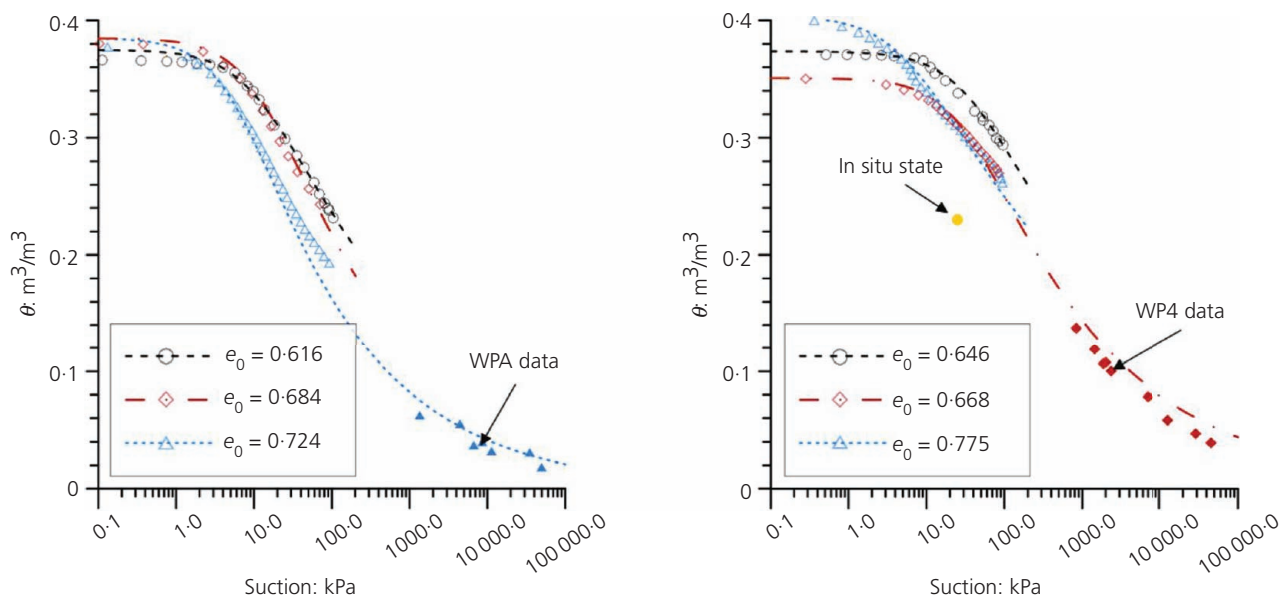 0·4
0·3
0·2
0·1
0
θ: m³/m³
e₀ = 0·616
e₀ = 0·684
e₀ = 0·724
WPA data
0·1
1·0
10·0
100·0
1000·0
10 000·0
100 000·0
Suction: kPa
0·4
0·3
0·2
0·1
0
θ: m³/m³
In situ state
WP4 data
e₀ = 0·646
e₀ = 0·668
e₀ = 0·775
0·1
1·0
10·0
100·0
1000·0
10 000·0
100 000·0
Suction: kPa